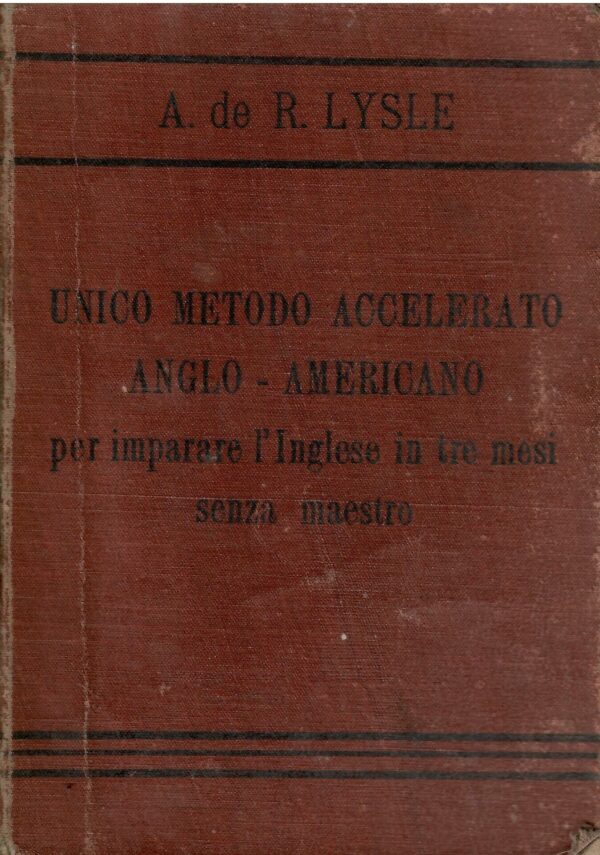 A. de R. LYSLE
UNICO METODO ACCELERATO
ANGLO - AMERICANO
per imparare l'Inglese in tre mesi
senza maestro